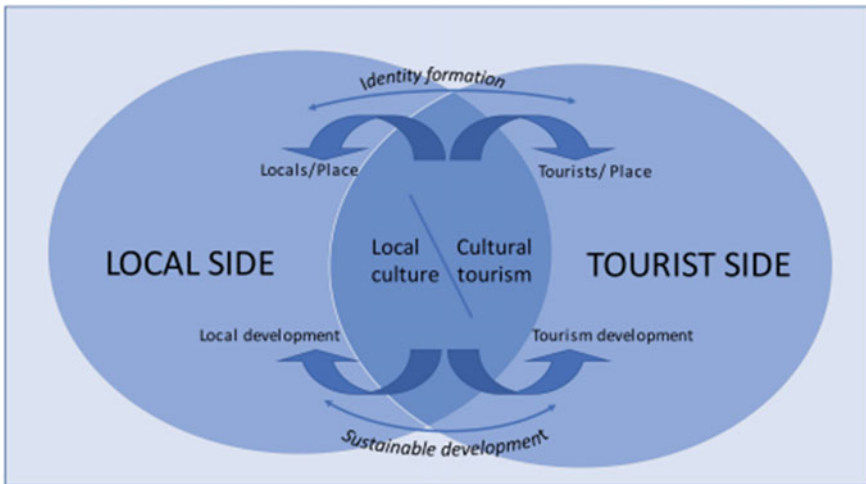 Identity formation
Locals/Place
Tourists/ Place
LOCAL SIDE
Local
culture
Cultural
tourism
TOURIST SIDE
Local development
Tourism development
Sustainable development